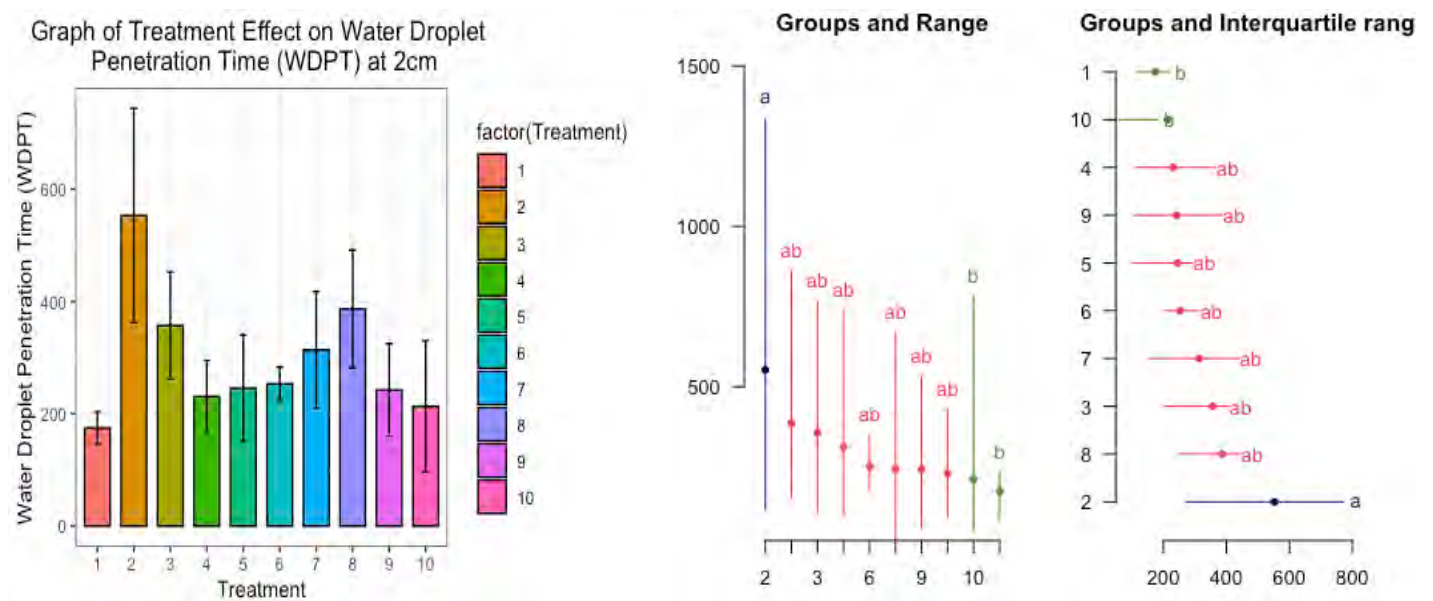 Graph of Treatment Effect on Water Droplet
Penetration Time (WDPT) at 2cm
Water Droplet Penetration Time (WDPT)
600
400
200
0
1 2 3 4 5 6 7 8 9 10
Treatment
factor(Treatment)
1
2
3
4
5
6
7
8
9
10
Groups and Range
1500
1000
500
a
ab
ab
ab
ab
ab
ab
ab
b
b
2 3 6 9 10
Groups and Interquartile rang
1 b
10 b
4 ab
9 ab
5 ab
6 ab
7 ab
3 ab
8 ab
2 a
200 400 600 800